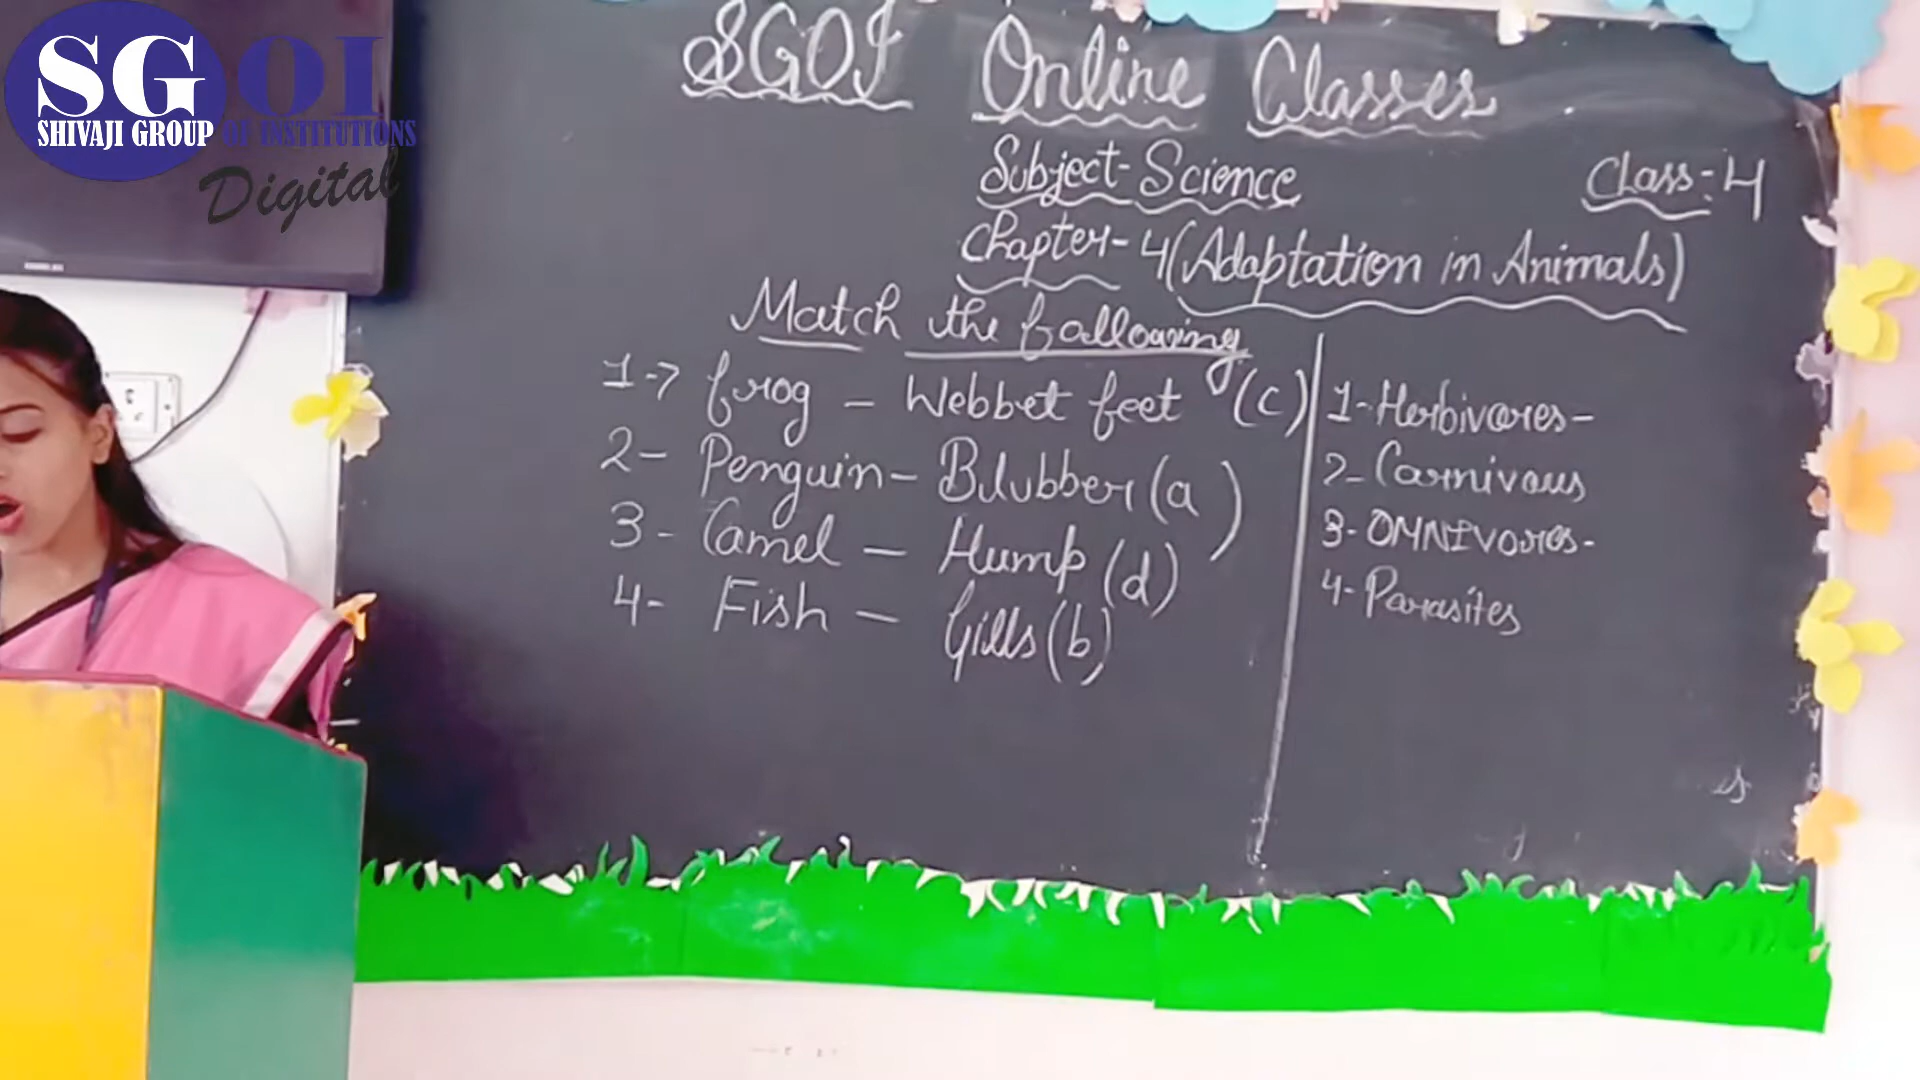 SGOI
SHIVAJI GROUP OF INSTITUTIONS
Digital
SGOI Online Classes
Subject-Science
Class:-4
Chapter-4(Adaptation in Animals)
Match the following
1-> frog - Webbet feet (c)
2- Penguin- Blubber (a)
3- Camel - Hump (d)
4- Fish - Gills (b)
1-Herbivores-
2-Carnivous
3-OMNIVores-
4-Parasites